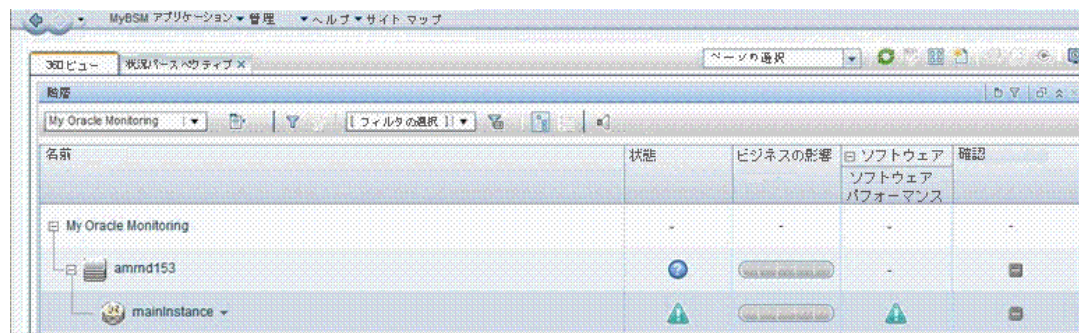 MyBSM アプリケーション 管理 ヘルプ サイト マップ
360 ビュー 状況パースペクティブ ページの選択
階層
My Oracle Monitoring [ フィルタの選択 ]
名前 状態 ビジネスの影響 ソフトウェア 確認
ソフトウェア
パフォーマンス
My Oracle Monitoring - - - -
amrnd153 -
mainInstance